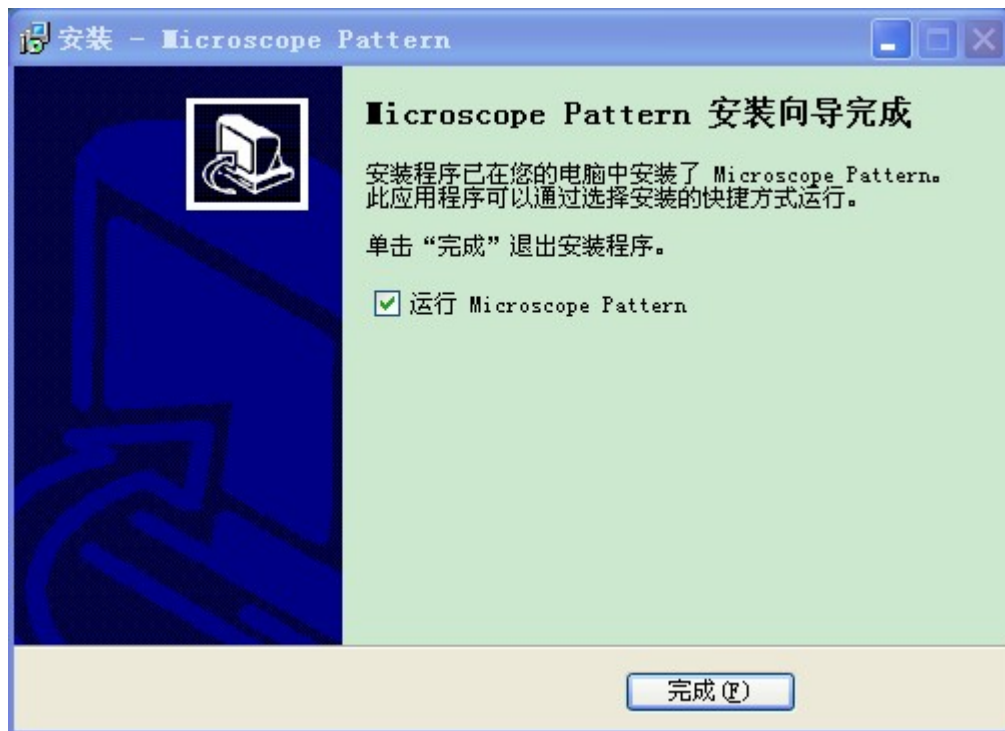 安装 - Microscope Pattern
Microscope Pattern 安装向导完成
安装程序已在您的电脑中安装了 Microscope Pattern。
此应用程序可以通过选择安装的快捷方式运行。
单击“完成”退出安装程序。
运行 Microscope Pattern
完成(F)